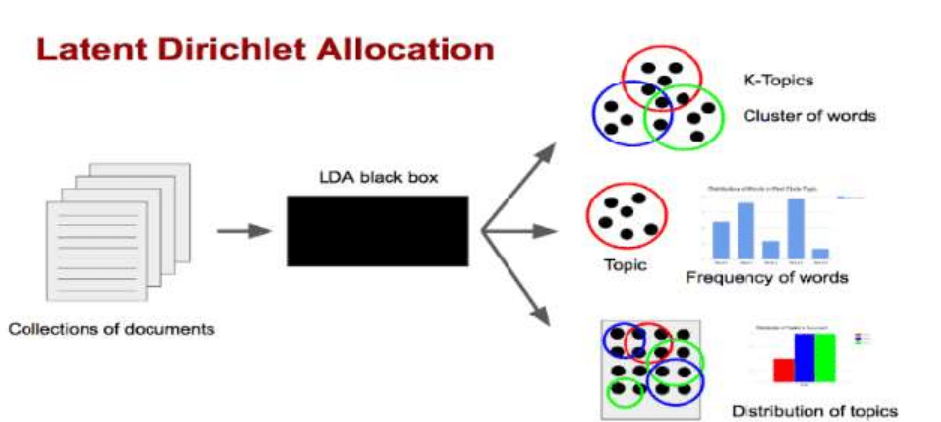 Latent Dirichlet Allocation
K-Topics
Cluster of words
LDA black box
Topic
Frequency of words
Collections of documents
Distribution of topics